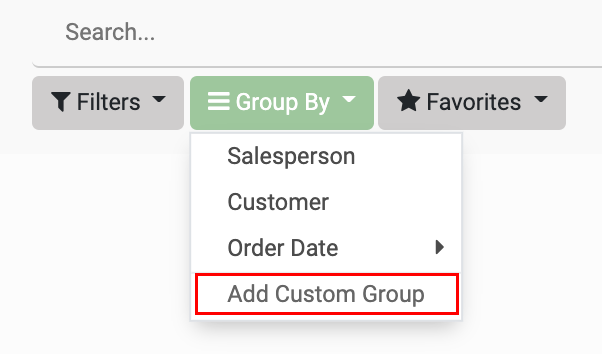 Search...
Filters Group By Favorites
Salesperson
Customer
Order Date
Add Custom Group